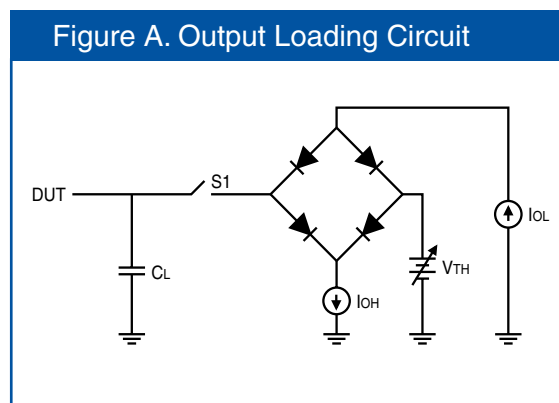 Figure A. Output Loading Circuit
DUT
S1
CL
IOH
VTH
IOL